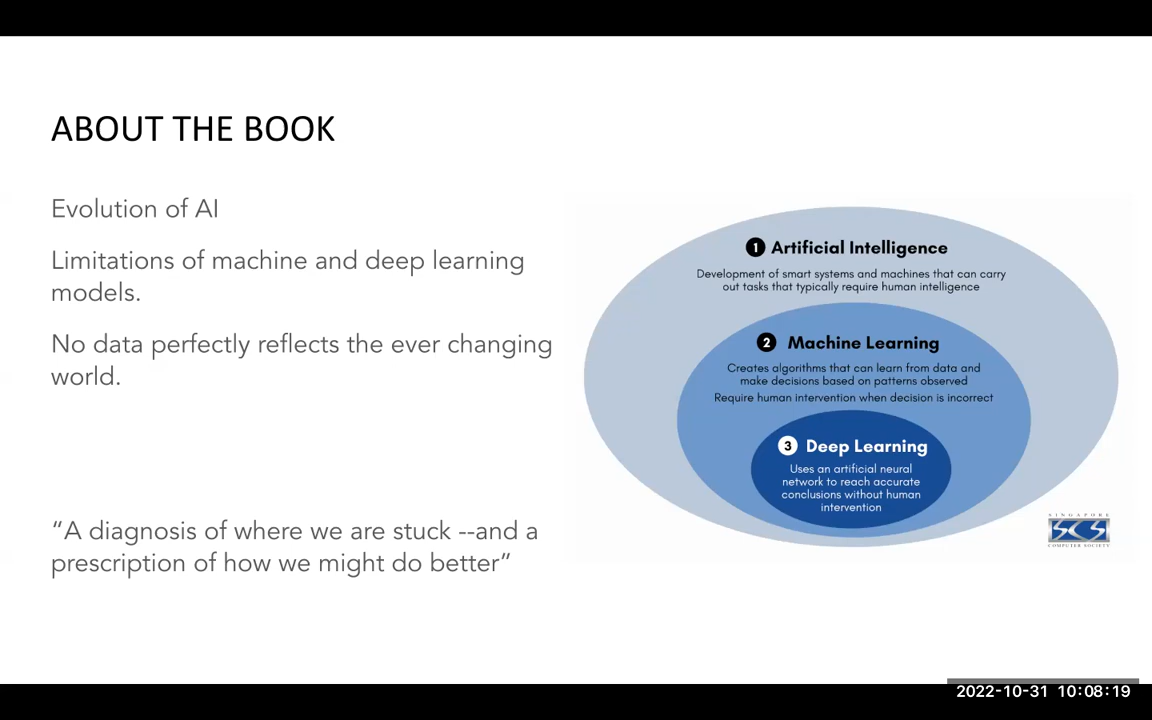 ABOUT THE BOOK
Evolution of AI
Limitations of machine and deep learning
models.
No data perfectly reflects the ever changing
world.
“A diagnosis of where we are stuck --and a
prescription of how we might do better”
1 Artificial Intelligence
Development of smart systems and machines that can carry
out tasks that typically require human intelligence
2 Machine Learning
Creates algorithms that can learn from data and
make decisions based on patterns observed
Require human intervention when decision is incorrect
3 Deep Learning
Uses an artificial neural
network to reach accurate
conclusions without human
intervention
SINGAPORE
SCS
COMPUTER SOCIETY
2022-10-31 10:08:19